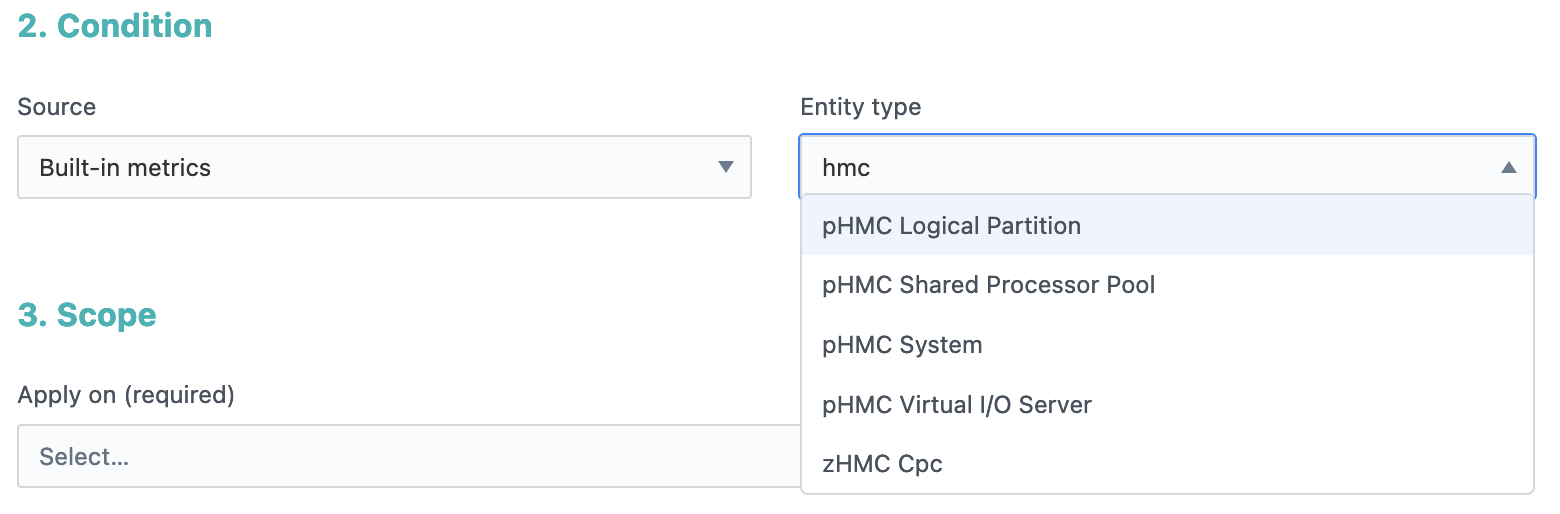 2. Condition
Source
Built-in metrics
Entity type
hmc
pHMC Logical Partition
pHMC Shared Processor Pool
pHMC System
pHMC Virtual I/O Server
zHMC Cpc
3. Scope
Apply on (required)
Select...